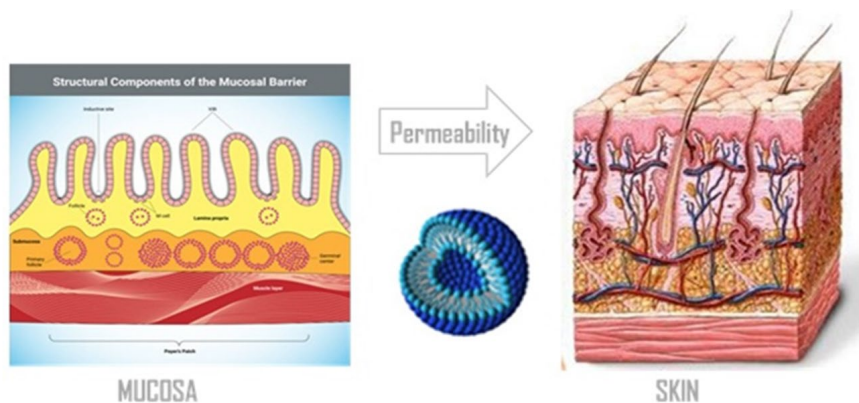 Structural Components of the Mucosal Barrier
Inductive site
Villi
Follicle
M cell
Lamina propria
Submucosa
Primary
follicle
Germinal
center
Muscle layer
Peyer's Patch
Permeability
MUCOSA
SKIN